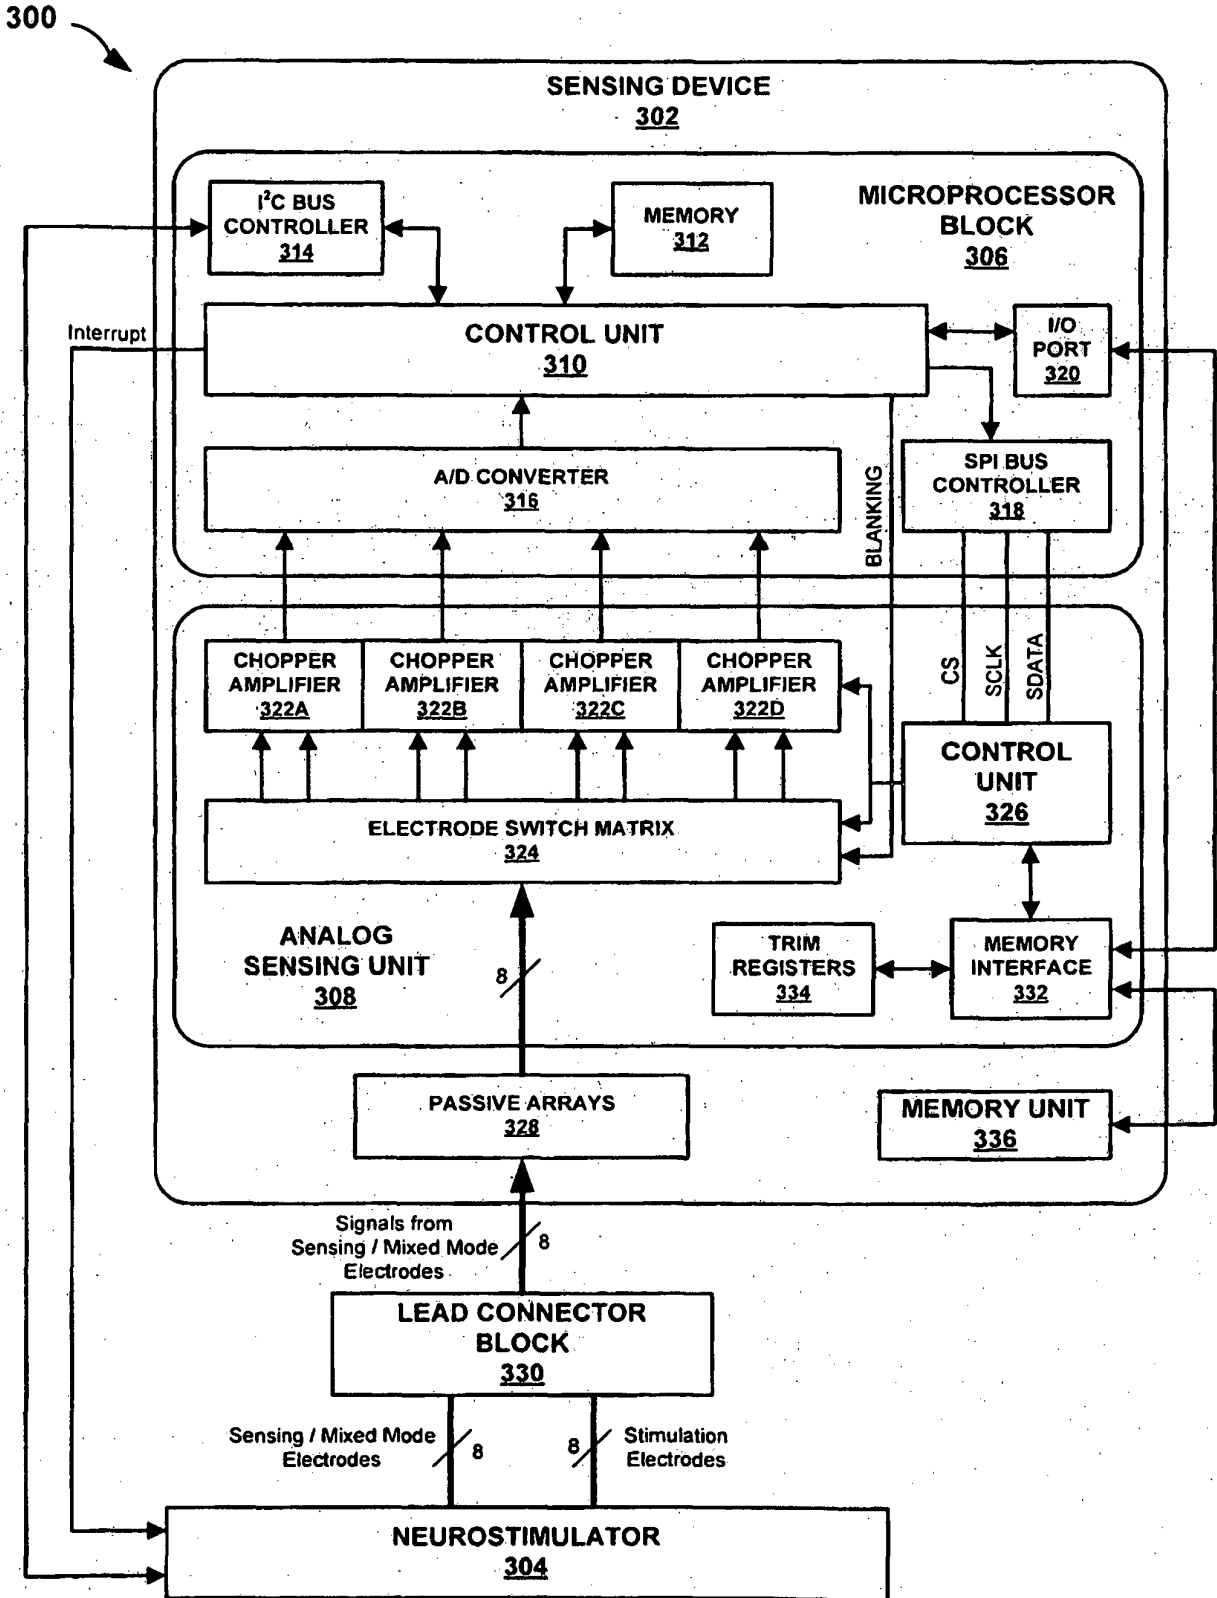 300
SENSING DEVICE
302
MICROPROCESSOR
BLOCK
306
I²C BUS
CONTROLLER
314
MEMORY
312
Interrupt
CONTROL UNIT
310
I/O
PORT
320
A/D CONVERTER
316
BLANKING
SPI BUS
CONTROLLER
318
CHOPPER
AMPLIFIER
322A
CHOPPER
AMPLIFIER
322B
CHOPPER
AMPLIFIER
322C
CHOPPER
AMPLIFIER
322D
CS
SCLK
SDATA
CONTROL
UNIT
326
ELECTRODE SWITCH MATRIX
324
ANALOG
SENSING UNIT
308
8
TRIM
REGISTERS
334
MEMORY
INTERFACE
332
PASSIVE ARRAYS
328
MEMORY UNIT
336
Signals from
Sensing / Mixed Mode
Electrodes
8
LEAD CONNECTOR
BLOCK
330
Sensing / Mixed Mode
Electrodes
8
8
Stimulation
Electrodes
NEUROSTIMULATOR
304